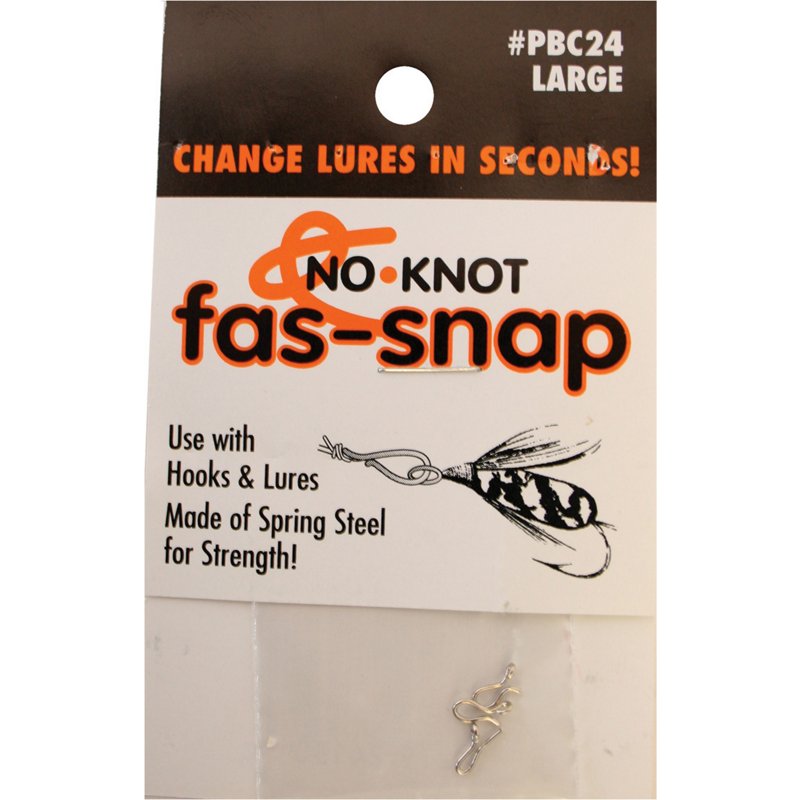 #PBC24
LARGE
CHANGE LURES IN SECONDS!
NO•KNOT
fas-snap
Use with
Hooks & Lures
Made of Spring Steel
for Strength!